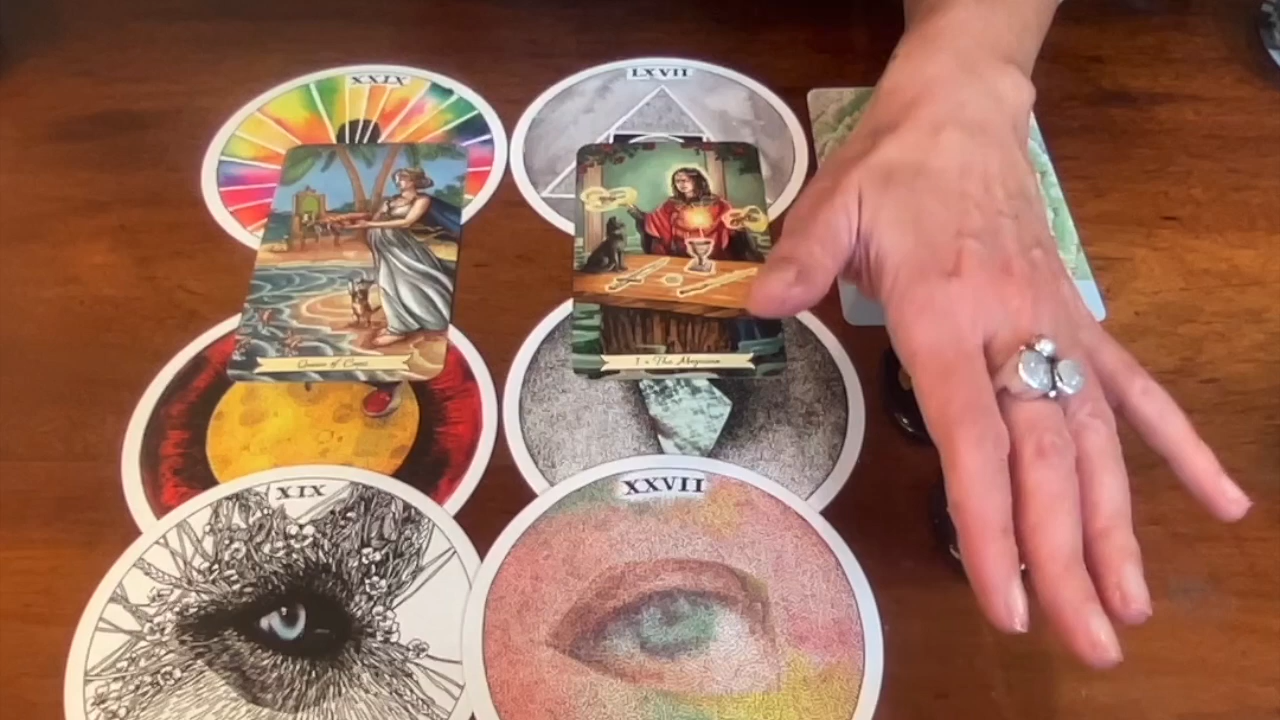 XXIX
LXVII
Queen of Cups
I • The Magician
XIX
XXVII